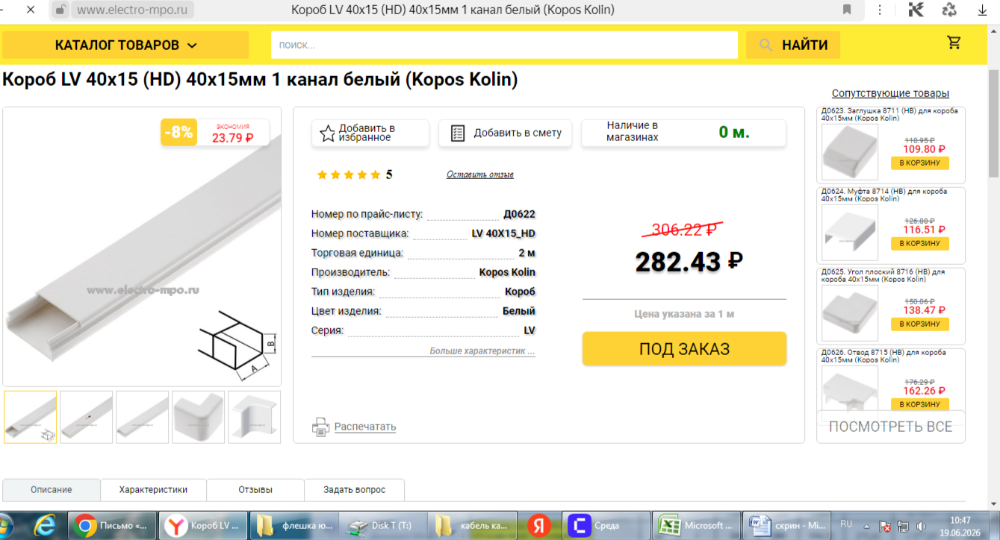 www.electro-mpo.ru
Короб LV 40x15 (HD) 40х15мм 1 канал белый (Kopos Kolin)
КАТАЛОГ ТОВАРОВ
поиск...
НАЙТИ
Короб LV 40x15 (HD) 40х15мм 1 канал белый (Kopos Kolin)
-8%
экономия
23.79 ₽
www.electro-mpo.ru
A
B
Добавить в
избранное
Добавить в смету
Наличие в
магазинах
0 м.
5
Оставить отзыв
Номер по прайс-листу: Д0622
Номер поставщика: LV 40X15_HD
Торговая единица: 2 м
Производитель: Kopos Kolin
Тип изделия: Короб
Цвет изделия: Белый
Серия: LV
Больше характеристик ...
306.22 ₽
282.43 ₽
Цена указана за 1 м
ПОД ЗАКАЗ
Распечатать
Сопутствующие товары
Д0623. Заглушка 8711 (HB) для короба
40х15мм (Kopos Kolin)
118.95 ₽
109.80 ₽
В КОРЗИНУ
Д0624. Муфта 8714 (HB) для короба
40х15мм (Kopos Kolin)
126.88 ₽
116.51 ₽
В КОРЗИНУ
Д0625. Угол плоский 8716 (HB) для
короба 40х15мм (Kopos Kolin)
150.06 ₽
138.47 ₽
В КОРЗИНУ
Д0626. Отвод 8715 (HB) для короба
40х15мм (Kopos Kolin)
176.29 ₽
162.26 ₽
В КОРЗИНУ
ПОСМОТРЕТЬ ВСЕ
Описание
Характеристики
Отзывы
Задать вопрос
Письмо «...
Короб LV ...
флешка ю...
Disk T (T:)
кабель ка...
Среда
Microsoft ...
скрин - Mi...
RU
10:47
19.06.2026